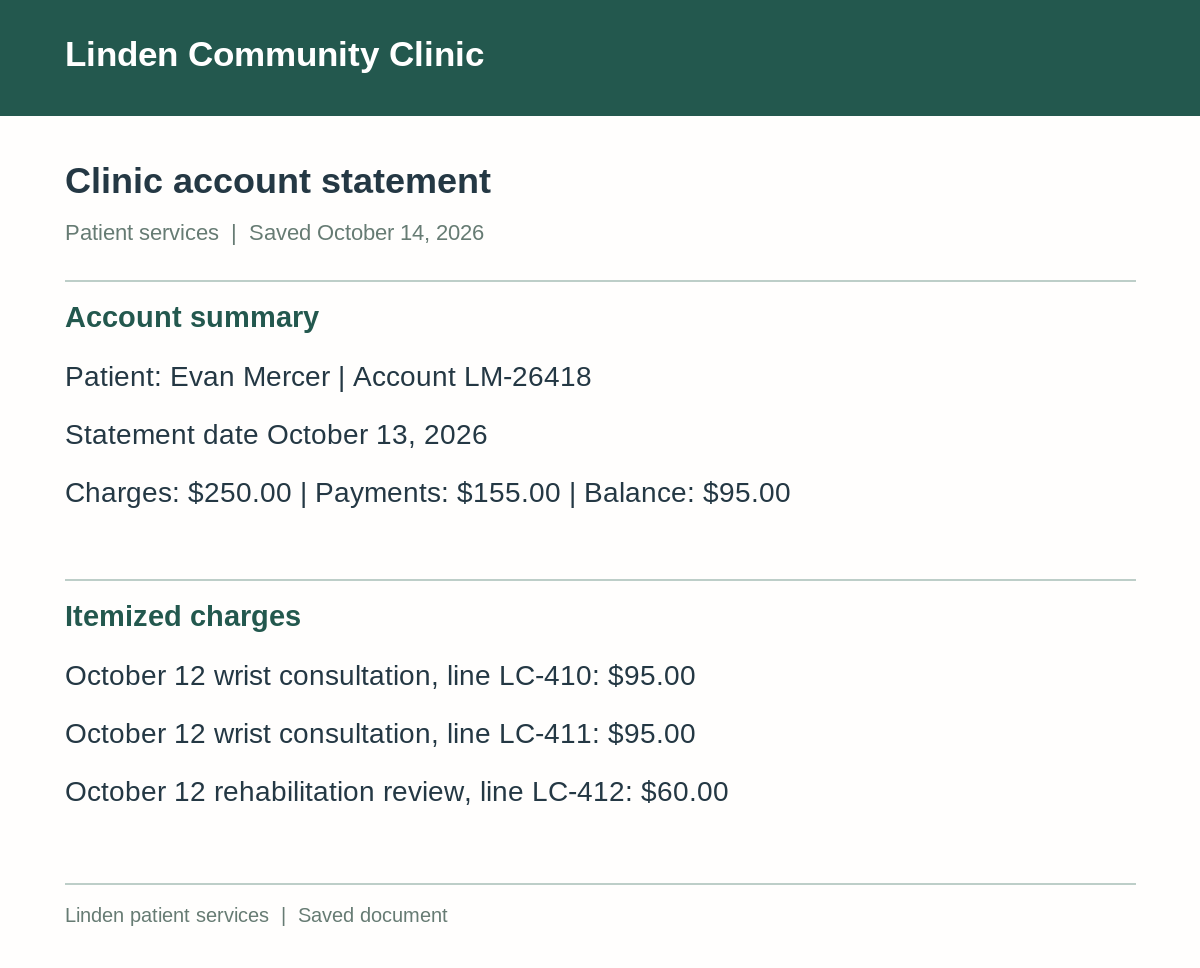 Linden Community Clinic
Clinic account statement
Patient services | Saved October 14, 2026
Account summary
Patient: Evan Mercer | Account LM-26418
Statement date October 13, 2026
Charges: $250.00 | Payments: $155.00 | Balance: $95.00
Itemized charges
October 12 wrist consultation, line LC-410: $95.00
October 12 wrist consultation, line LC-411: $95.00
October 12 rehabilitation review, line LC-412: $60.00
Linden patient services | Saved document